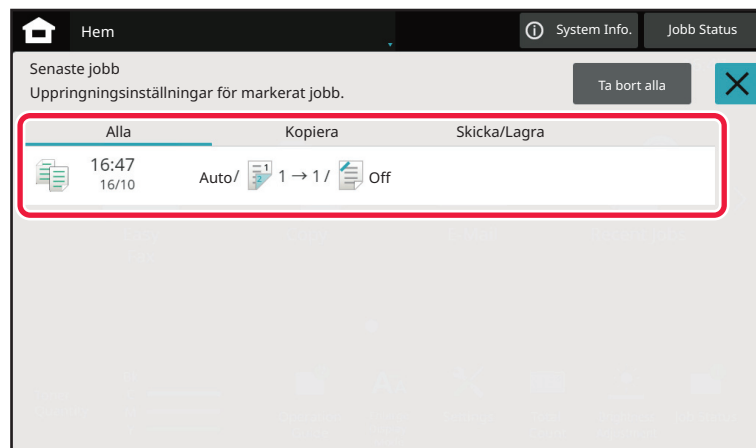 Hem
System Info.
Jobb Status
Senaste jobb
Uppringningsinställningar för markerat jobb.
Ta bort alla
Alla Kopiera Skicka/Lagra
16:47
16/10
Auto/ 1 → 1 / Off